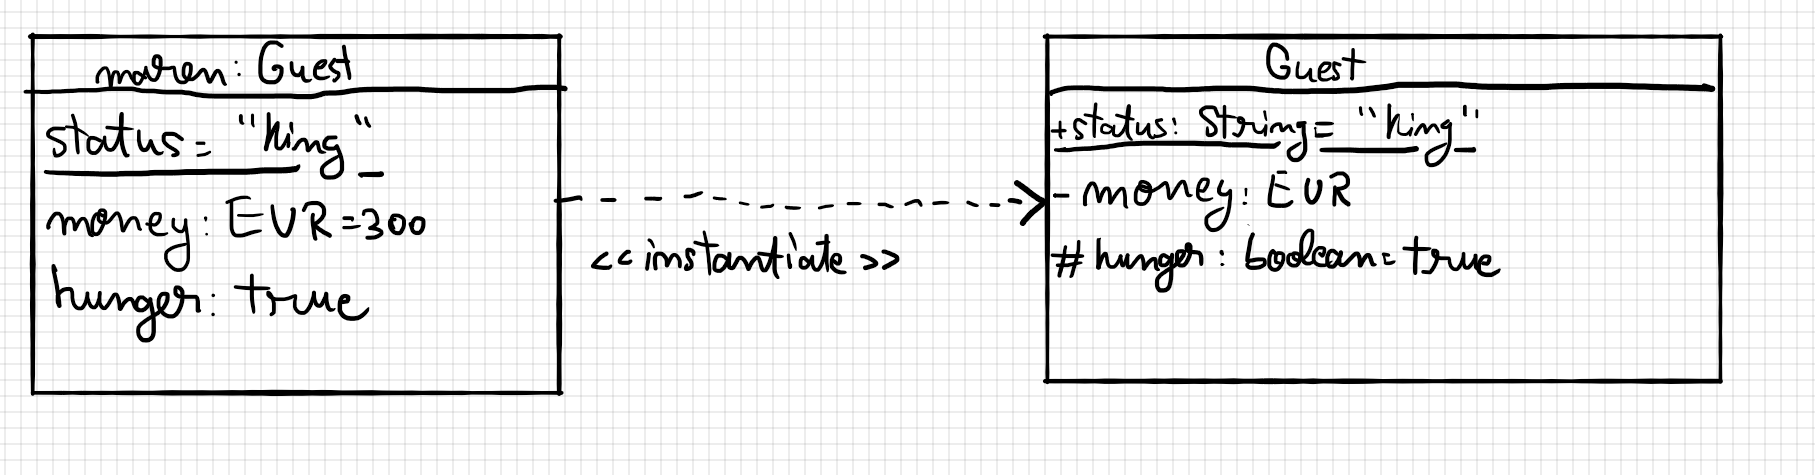 maren: Guest
status = "King"
money: EUR=300
hunger: true
<<instantiate>>
Guest
+status: String= "King"
- money: EUR
# hunger: boolean= true